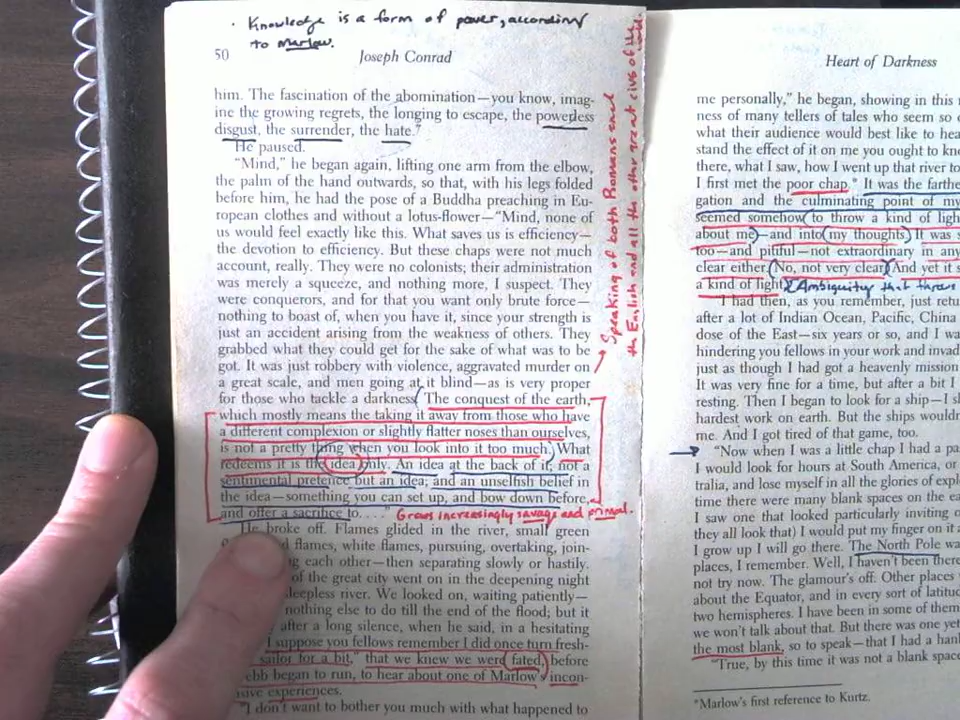 · Knowledge is a form of power, according
to Marlow.
50 Joseph Conrad
him. The fascination of the abomination—you know, imag-
ine the growing regrets, the longing to escape, the powerless
disgust, the surrender, the hate."
He paused.
"Mind," he began again, lifting one arm from the elbow,
the palm of the hand outwards, so that, with his legs folded
before him, he had the pose of a Buddha preaching in Eu-
ropean clothes and without a lotus-flower—"Mind, none of
us would feel exactly like this. What saves us is efficiency—
the devotion to efficiency. But these chaps were not much
account, really. They were no colonists; their administration
was merely a squeeze, and nothing more, I suspect. They
were conquerors, and for that you want only brute force—
nothing to boast of, when you have it, since your strength is
just an accident arising from the weakness of others. They
grabbed what they could get for the sake of what was to be
got. It was just robbery with violence, aggravated murder on
a great scale, and men going at it blind—as is very proper
for those who tackle a darkness. The conquest of the earth,
which mostly means the taking it away from those who have
a different complexion or slightly flatter noses than ourselves,
is not a pretty thing when you look into it too much. What
redeems it is the idea only. An idea at the back of it; not a
sentimental pretence but an idea; and an unselfish belief in
the idea—something you can set up, and bow down before,
and offer a sacrifice to. . . ." Grows increasingly savage and primal.
He broke off. Flames glided in the river, small green
flames, white flames, pursuing, overtaking, join-
ing each other—then separating slowly or hastily.
of the great city went on in the deepening night
sleepless river. We looked on, waiting patiently—
nothing else to do till the end of the flood; but it
after a long silence, when he said, in a hesitating
I suppose you fellows remember I did once turn fresh-
sailor for a bit," that we knew we were fated, before
ebb began to run, to hear about one of Marlow's incon-
sive experiences.
"I don't want to bother you much with what happened to
Speaking of both Romans and
the English and all the other great civs of the
world.
Heart of Darkness
me personally," he began, showing in this
ness of many tellers of tales who seem so
what their audience would best like to hea
stand the effect of it on me you ought to kn
there, what I saw, how I went up that river to
I first met the poor chap.* It was the farthe
gation and the culminating point of my
seemed somehow to throw a kind of ligh
about me—and into my thoughts. It was s
too—and pitiful—not extraordinary in any
clear either. No, not very clear. And yet it s
a kind of light. Ambiguity that throws
"I had then, as you remember, just retu
after a lot of Indian Ocean, Pacific, China
dose of the East—six years or so, and I wa
hindering you fellows in your work and invad
just as though I had got a heavenly mission
It was very fine for a time, but after a bit I
resting. Then I began to look for a ship—I s
hardest work on earth. But the ships wouldn
me. And I got tired of that game, too.
"Now when I was a little chap I had a pa
I would look for hours at South America, or
tralia, and lose myself in all the glories of expl
time there were many blank spaces on the ea
I saw one that looked particularly inviting o
they all look that) I would put my finger on it a
I grow up I will go there. The North Pole wa
places, I remember. Well, I haven't been there
not try now. The glamour's off. Other places
about the Equator, and in every sort of latitud
two hemispheres. I have been in some of them
we won't talk about that. But there was one yet
the most blank, so to speak—that I had a hank
"True, by this time it was not a blank space
*Marlow's first reference to Kurtz.